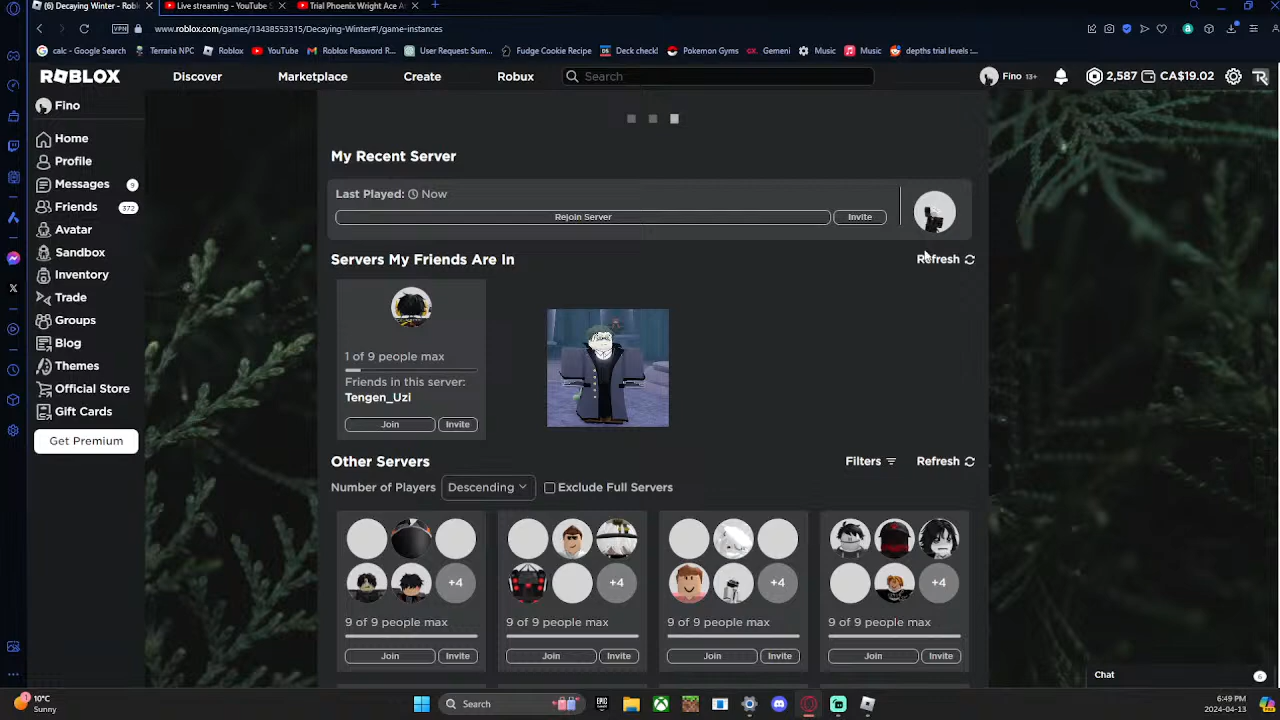 (6) Decaying Winter - Roblox
Live streaming - YouTube S
Trial Phoenix Wright Ace A
VPN
www.roblox.com/games/13438553315/Decaying-Winter#!/game-instances
calc - Google Search
Terraria NPC
Roblox
YouTube
Roblox Password R...
User Request: Sum...
Fudge Cookie Recipe
Deck check!
Pokemon Gyms
GX. Gemeni
Music
Music
depths trial levels :...
ROBLOX
Discover
Marketplace
Create
Robux
Search
Fino 13+
2,587
CA$19.02
Fino
Home
Profile
Messages 9
Friends 372
Avatar
Sandbox
Inventory
Trade
Groups
Blog
Themes
Official Store
Gift Cards
Get Premium
My Recent Server
Last Played: Now
Rejoin Server
Invite
Servers My Friends Are In
Refresh
1 of 9 people max
Friends in this server:
Tengen_Uzi
Join Invite
Other Servers
Filters
Refresh
Number of Players Descending Exclude Full Servers
+4 +4 +4 +4
9 of 9 people max 9 of 9 people max 9 of 9 people max 9 of 9 people max
Join Invite Join Invite Join Invite Join Invite
Chat 6
1
10°C
Sunny
Search
EPIC GAMES
6:49 PM
2024-04-13